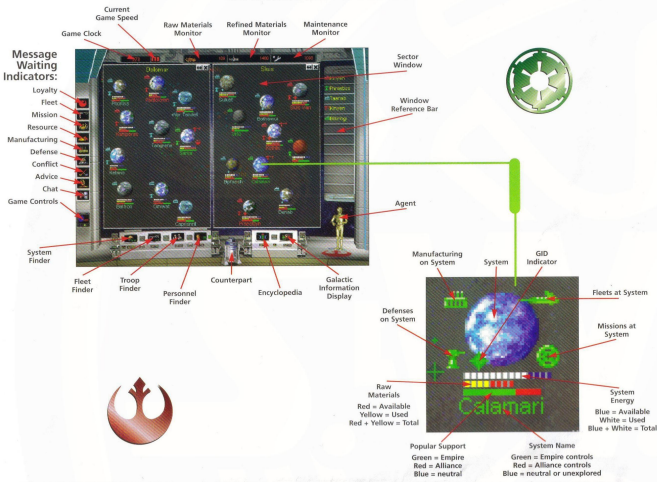 Current
Game Speed
Game Clock
Raw Materials
Monitor
Refined Materials
Monitor
Maintenance
Monitor
Message
Waiting
Indicators:
Loyalty
Fleet
Mission
Resource
Manufacturing
Defense
Conflict
Advice
Chat
Game Controls
Sector
Window
Window
Reference Bar
Agent
System
Finder
Fleet
Finder
Troop
Finder
Personnel
Finder
Counterpart
Encyclopedia
Galactic
Information
Display
Manufacturing
on System
System
GID
Indicator
Fleets at System
Defenses
on System
Missions at
System
Raw
Materials
Red = Available
Yellow = Used
Red + Yellow = Total
System
Energy
Blue = Available
White = Used
Blue + White = Total
Calamari
Popular Support
Green = Empire
Red = Alliance
Blue = neutral
System Name
Green = Empire controls
Red = Alliance controls
Blue = neutral or unexplored